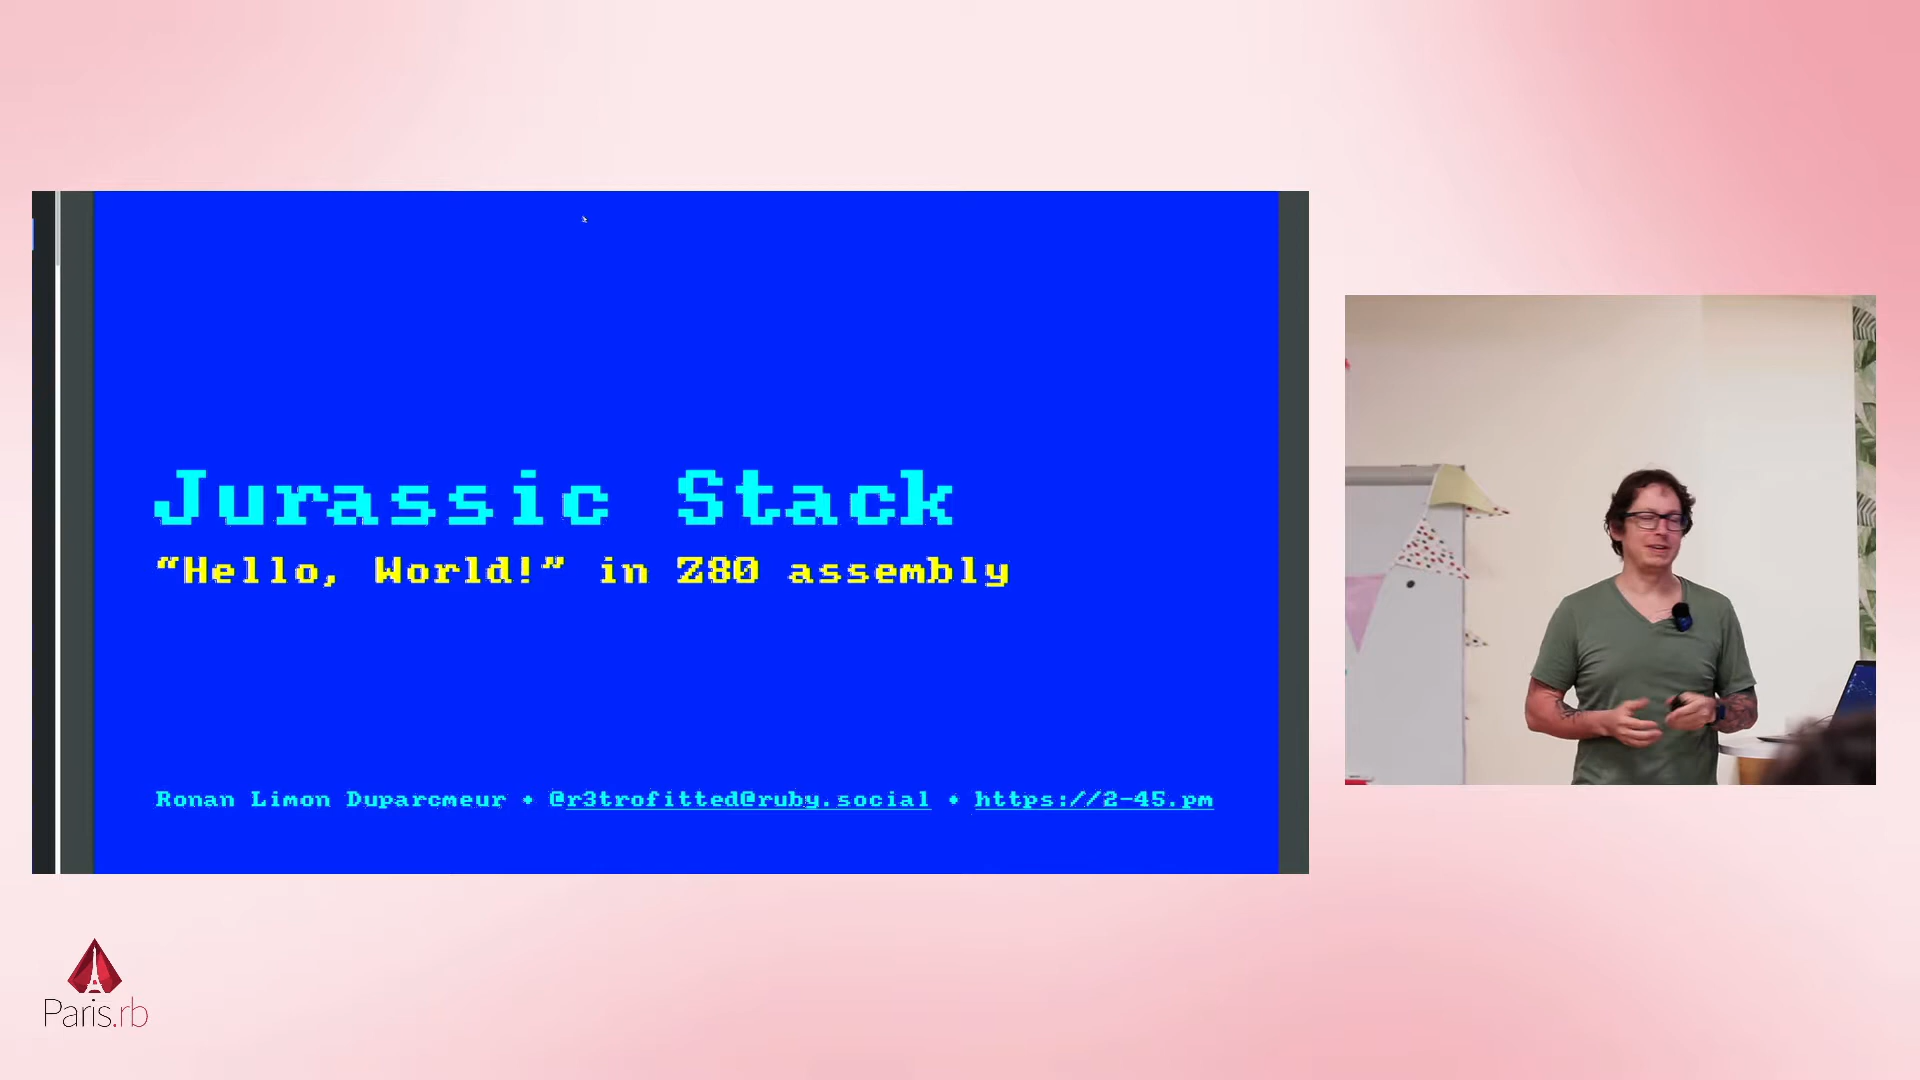 Jurassic Stack
“Hello, World!” in Z80 assembly
Ronan Limon Duparcmeur • @r3trofitted@ruby.social • https://2-45.pm
Paris.rb